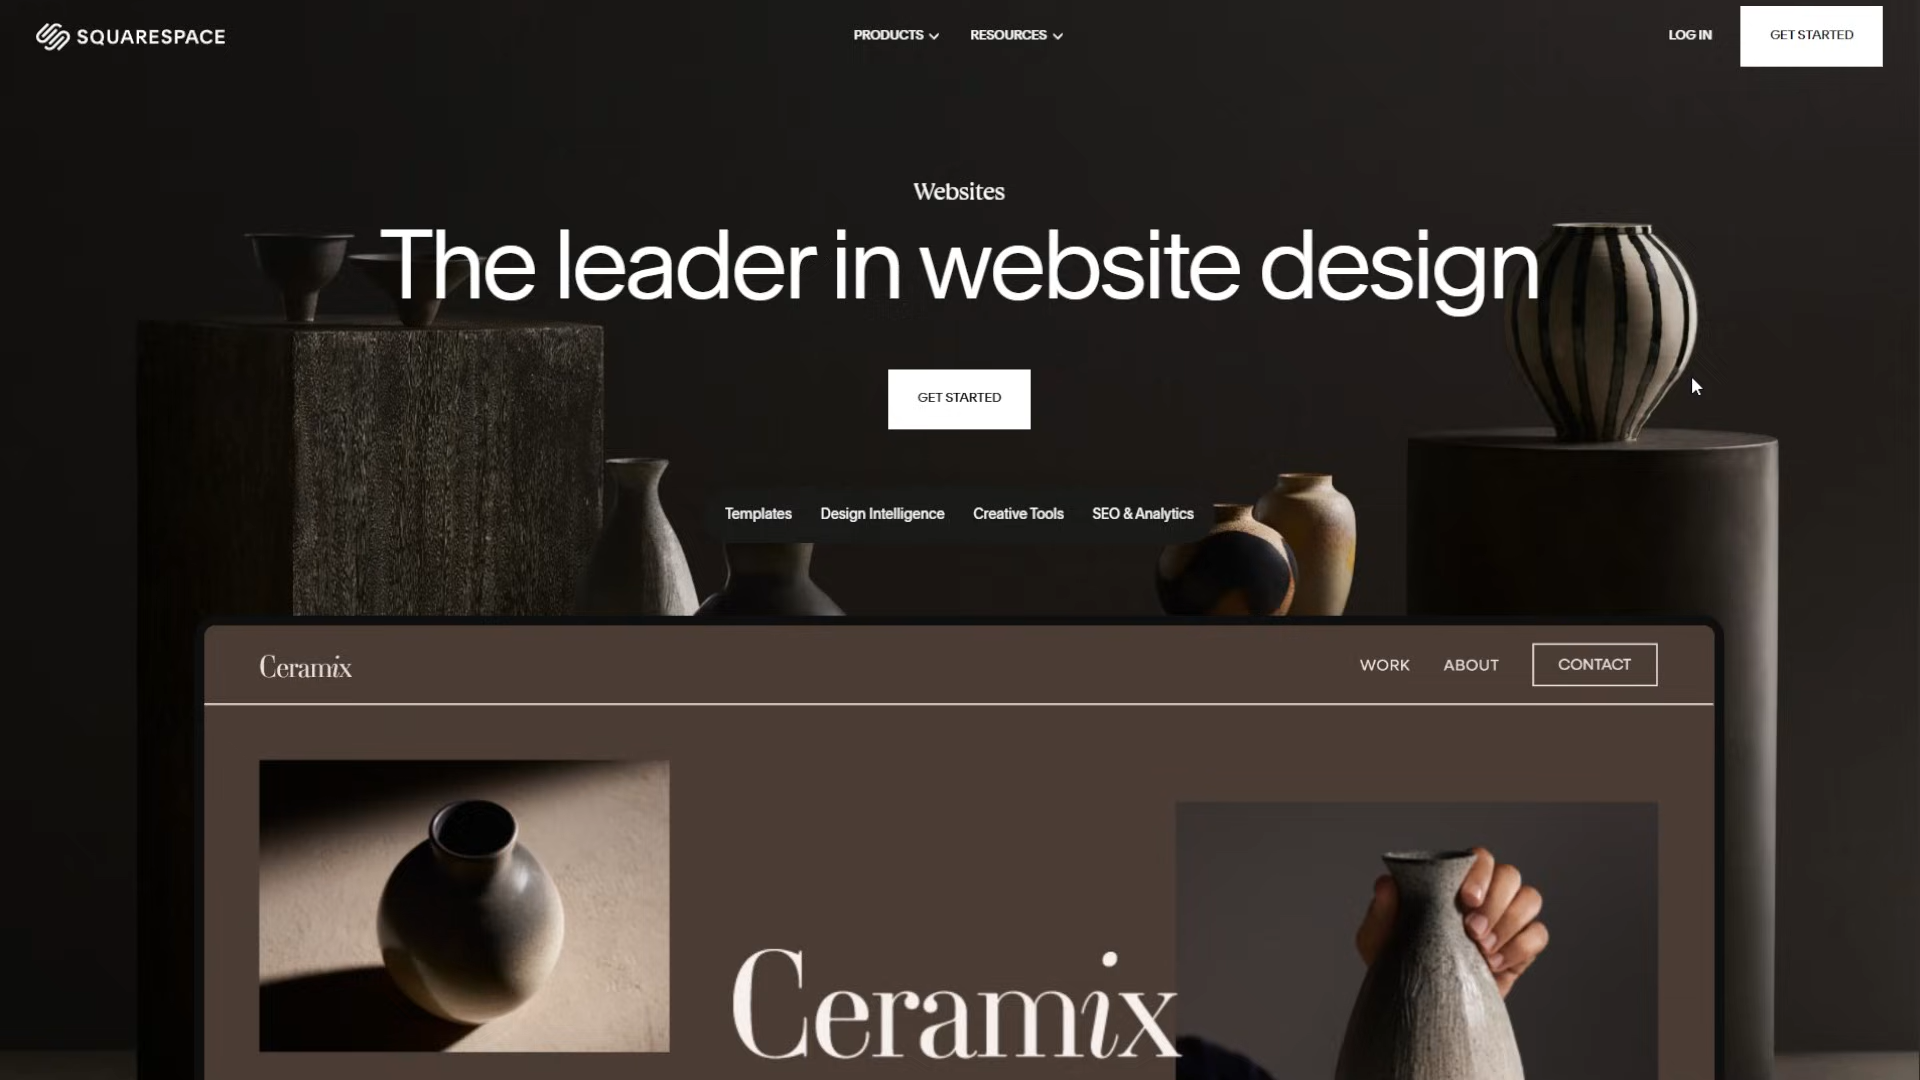 SQUARESPACE
PRODUCTS RESOURCES
LOG IN
GET STARTED
Websites
The leader in website design
GET STARTED
Templates Design Intelligence Creative Tools SEO & Analytics
Ceramix
WORK ABOUT CONTACT
Ceramix